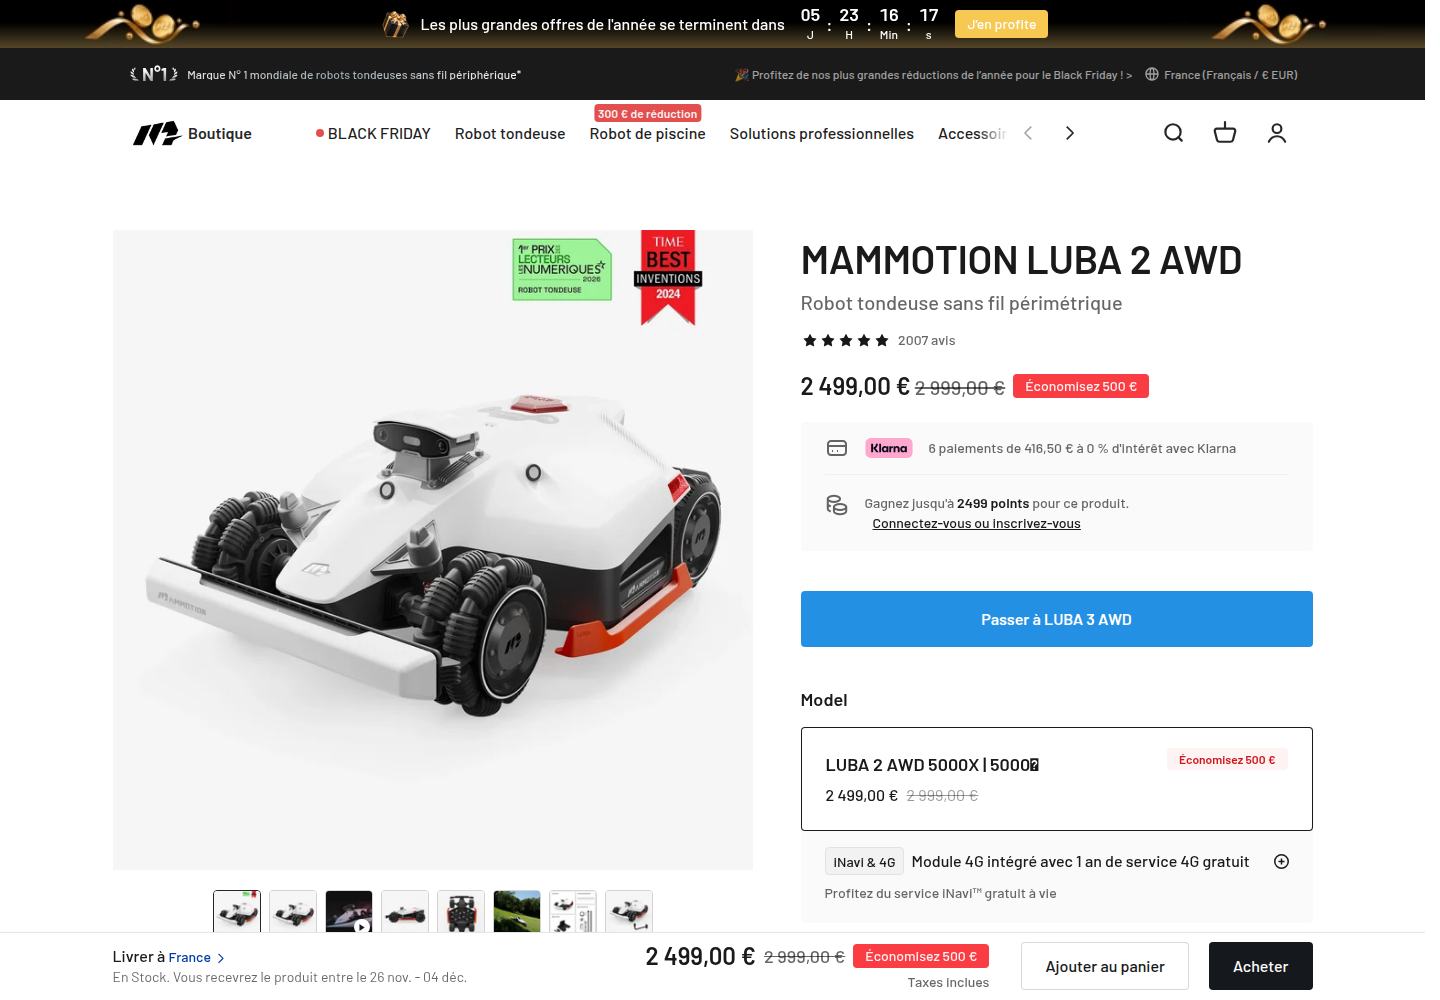 Les plus grandes offres de l'année se terminent dans 05 : 23 : 16 : 17
J H Min s
J'en profite
N°1 Marque N° 1 mondiale de robots tondeuses sans fil périphérique*
🎉 Profitez de nos plus grandes réductions de l'année pour le Black Friday ! >
France (Français / € EUR)
300 € de réduction
Boutique BLACK FRIDAY Robot tondeuse Robot de piscine Solutions professionnelles Accessoir
1er PRIX DES
LECTEURS
LES NUMERIQUES
2026
ROBOT TONDEUSE
TIME
BEST
INVENTIONS
2024
MAMMOTION
MAMMOTION LUBA 2 AWD
Robot tondeuse sans fil périmétrique
2007 avis
2 499,00 € 2 999,00 € Économisez 500 €
Klarna 6 paiements de 416,50 € à 0 % d'intérêt avec Klarna
Gagnez jusqu'à 2499 points pour ce produit.
Connectez-vous ou inscrivez-vous
Passer à LUBA 3 AWD
Model
LUBA 2 AWD 5000X | 5000
Économisez 500 €
2 499,00 € 2 999,00 €
iNavi & 4G Module 4G intégré avec 1 an de service 4G gratuit
Profitez du service iNavi™ gratuit à vie
Livrer à France >
En Stock. Vous recevrez le produit entre le 26 nov. - 04 déc.
2 499,00 € 2 999,00 € Économisez 500 €
Taxes inclues
Ajouter au panier
Acheter